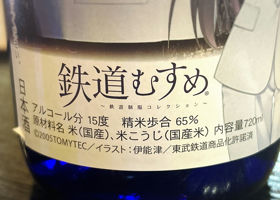 鉄道むすめ®
～鉄道制服コレクション～
日本酒
アルコール分 15度 精米歩合 65%
原材料名 米(国産)、米こうじ(国産米) 内容量720ml
©2005TOMYTEC／イラスト：伊能津／東武鉄道商品化許諾済